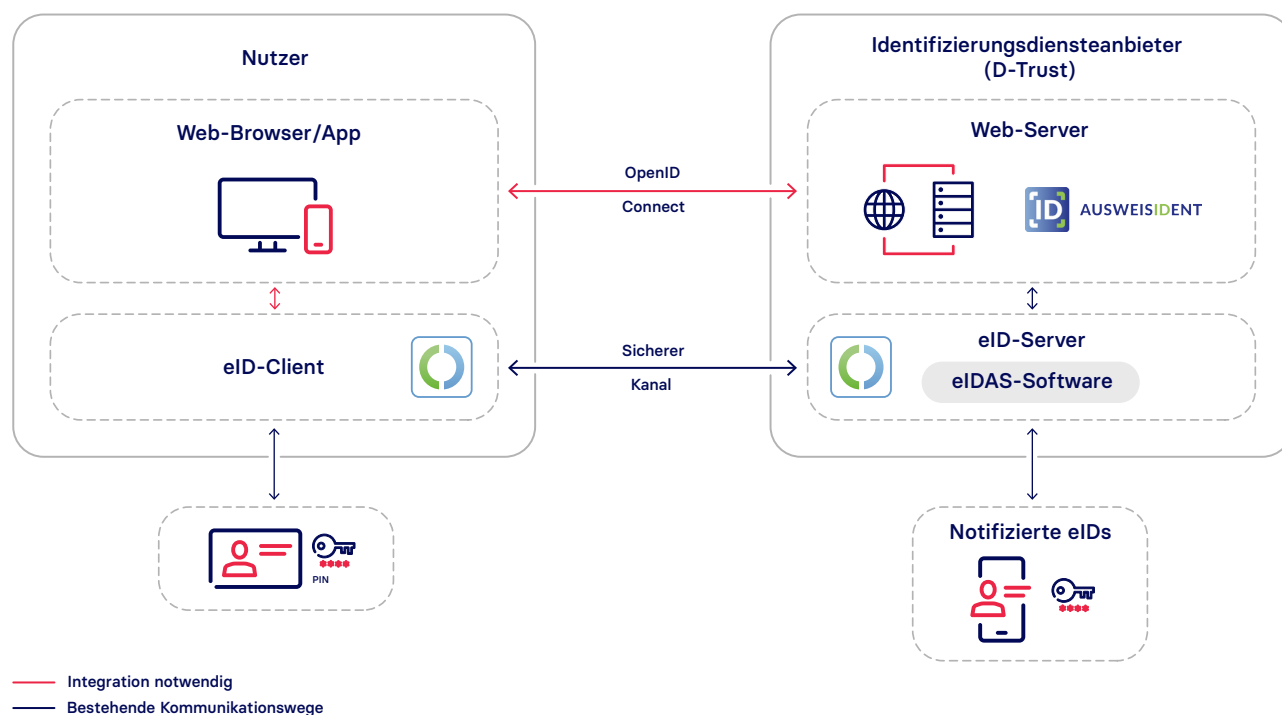 Nutzer
Web-Browser/App
eID-Client
PIN
OpenID
Connect
Sicherer
Kanal
Identifizierungsdiensteanbieter
(D-Trust)
Web-Server
ID AUSWEISIDENT
eID-Server
eIDAS-Software
Notifizierte eIDs
Integration notwendig
Bestehende Kommunikationswege